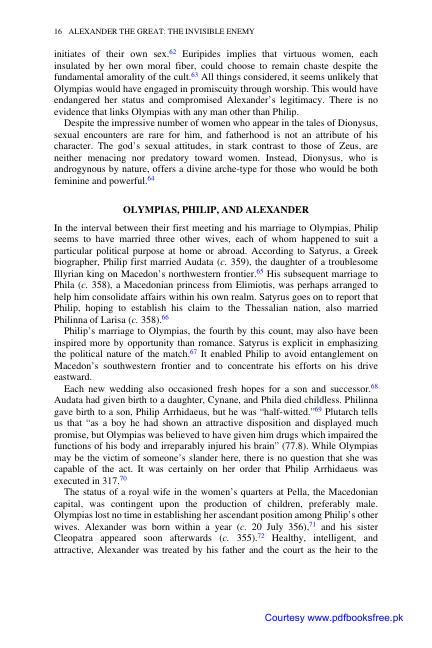 16 ALEXANDER THE GREAT: THE INVISIBLE ENEMY
initiates of their own sex.62 Euripides implies that virtuous women, each
insulated by her own moral fiber, could choose to remain chaste despite the
fundamental amorality of the cult.63 All things considered, it seems unlikely that
Olympias would have engaged in promiscuity through worship. This would have
endangered her status and compromised Alexander's legitimacy. There is no
evidence that links Olympias with any man other than Philip.
Despite the impressive number of women who appear in the tales of Dionysus,
sexual encounters are rare for him, and fatherhood is not an attribute of his
character. The god's sexual attitudes, in stark contrast to those of Zeus, are
neither menacing nor predatory toward women. Instead, Dionysus, who is
androgynous by nature, offers a divine arche-type for those who would be both
feminine and powerful.64
OLYMPIAS, PHILIP, AND ALEXANDER
In the interval between their first meeting and his marriage to Olympias, Philip
seems to have married three other wives, each of whom happened to suit a
particular political purpose at home or abroad. According to Satyrus, a Greek
biographer, Philip first married Audata (c. 359), the daughter of a troublesome
Illyrian king on Macedon's northwestern frontier.65 His subsequent marriage to
Phila (c. 358), a Macedonian princess from Elimiotis, was perhaps arranged to
help him consolidate affairs within his own realm. Satyrus goes on to report that
Philip, hoping to establish his claim to the Thessalian nation, also married
Philinna of Larisa (c. 358).66
Philip's marriage to Olympias, the fourth by this count, may also have been
inspired more by opportunity than romance. Satyrus is explicit in emphasizing
the political nature of the match.67 It enabled Philip to avoid entanglement on
Macedon's southwestern frontier and to concentrate his efforts on his drive
eastward.
Each new wedding also occasioned fresh hopes for a son and successor.68
Audata had given birth to a daughter, Cynane, and Phila died childless. Philinna
gave birth to a son, Philip Arrhidaeus, but he was “half-witted.”69 Plutarch tells
us that “as a boy he had shown an attractive disposition and displayed much
promise, but Olympias was believed to have given him drugs which impaired the
functions of his body and irreparably injured his brain” (77.8). While Olympias
may be the victim of someone's slander here, there is no question that she was
capable of the act. It was certainly on her order that Philip Arrhidaeus was
executed in 317.70
The status of a royal wife in the women's quarters at Pella, the Macedonian
capital, was contingent upon the production of children, preferably male.
Olympias lost no time in establishing her ascendant position among Philip's other
wives. Alexander was born within a year (c. 20 July 356),71 and his sister
Cleopatra appeared soon afterwards (c. 355).72 Healthy, intelligent, and
attractive, Alexander was treated by his father and the court as the heir to the
Courtesy www.pdfbooksfree.pk